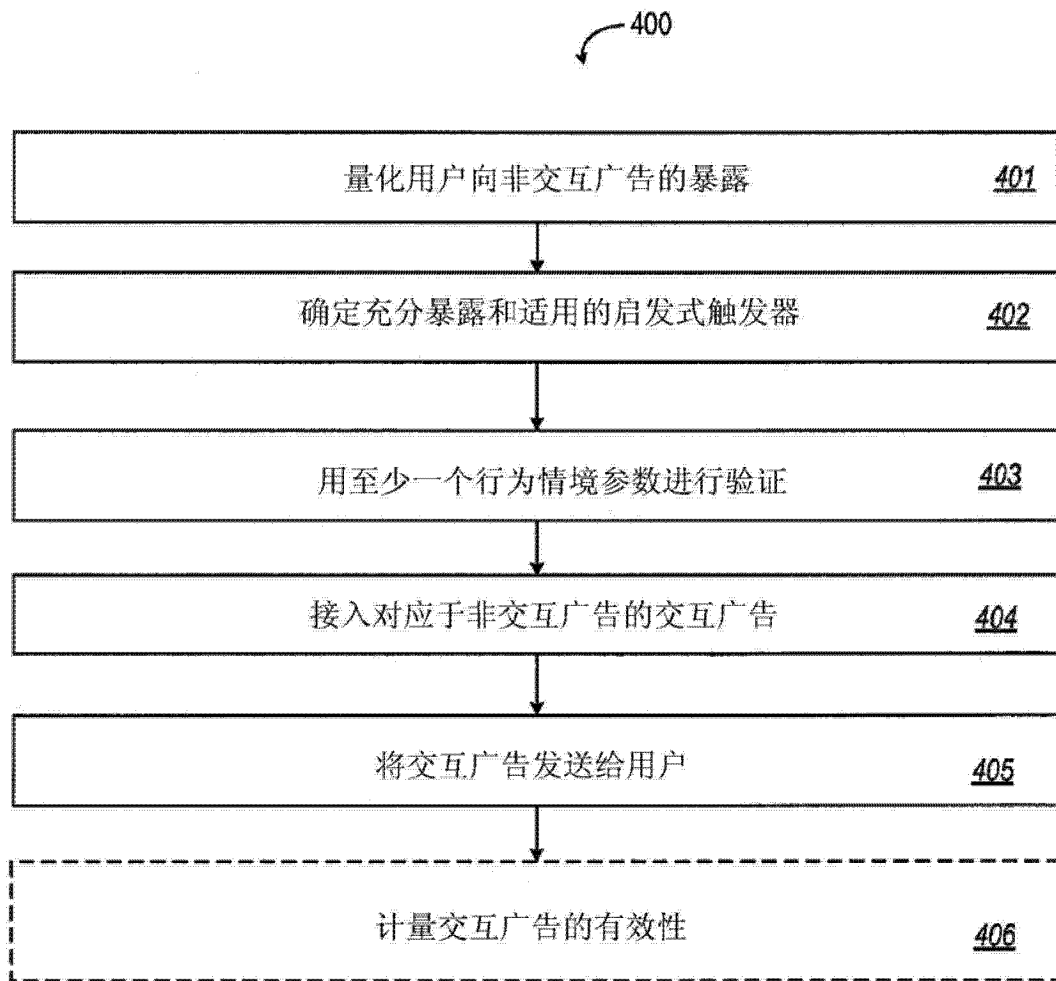 400
量化用户向非交互广告的暴露 401
确定充分暴露和适用的启发式触发器 402
用至少一个行为情境参数进行验证 403
接入对应于非交互广告的交互广告 404
将交互广告发送给用户 405
计量交互广告的有效性 406